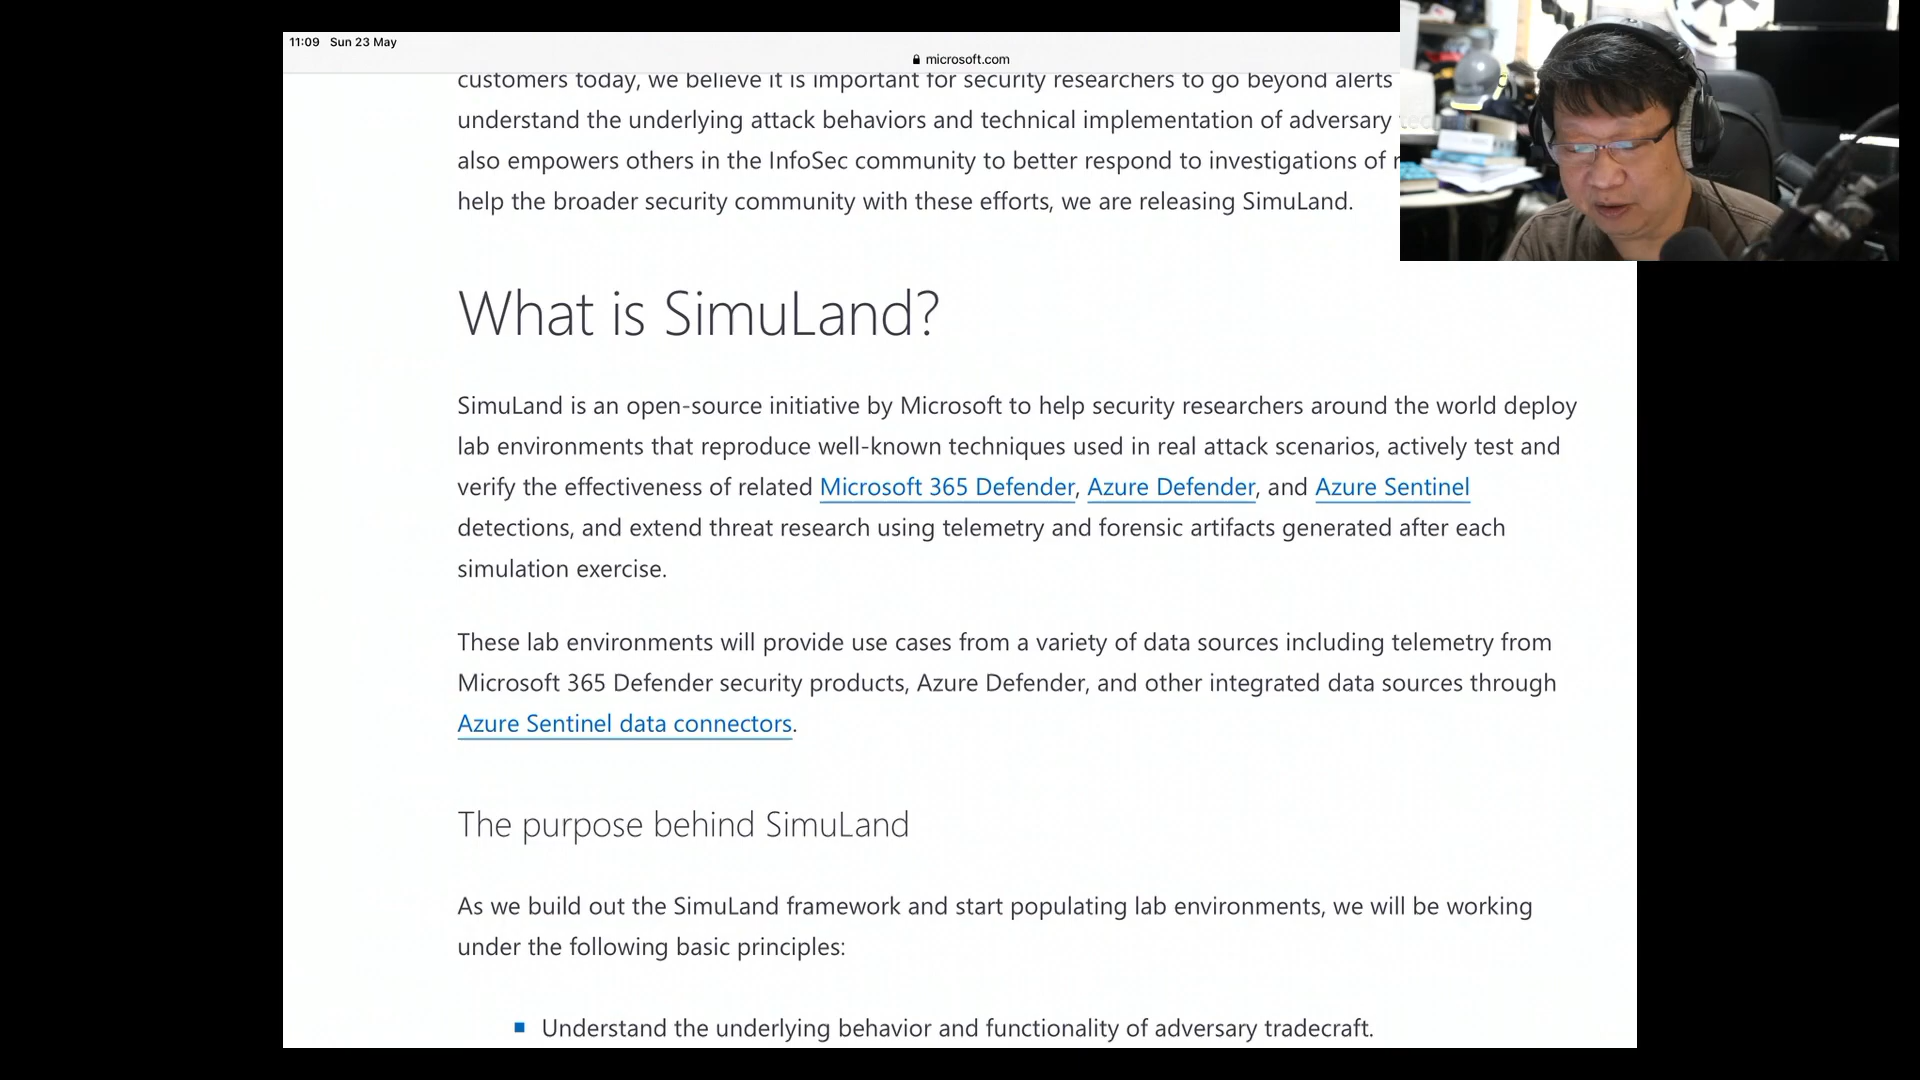 11:09 Sun 23 May
microsoft.com
customers today, we believe it is important for security researchers to go beyond alerts
understand the underlying attack behaviors and technical implementation of adversary
also empowers others in the InfoSec community to better respond to investigations of
help the broader security community with these efforts, we are releasing SimuLand.
What is SimuLand?
SimuLand is an open-source initiative by Microsoft to help security researchers around the world deploy
lab environments that reproduce well-known techniques used in real attack scenarios, actively test and
verify the effectiveness of related Microsoft 365 Defender, Azure Defender, and Azure Sentinel
detections, and extend threat research using telemetry and forensic artifacts generated after each
simulation exercise.
These lab environments will provide use cases from a variety of data sources including telemetry from
Microsoft 365 Defender security products, Azure Defender, and other integrated data sources through
Azure Sentinel data connectors.
The purpose behind SimuLand
As we build out the SimuLand framework and start populating lab environments, we will be working
under the following basic principles:
Understand the underlying behavior and functionality of adversary tradecraft.